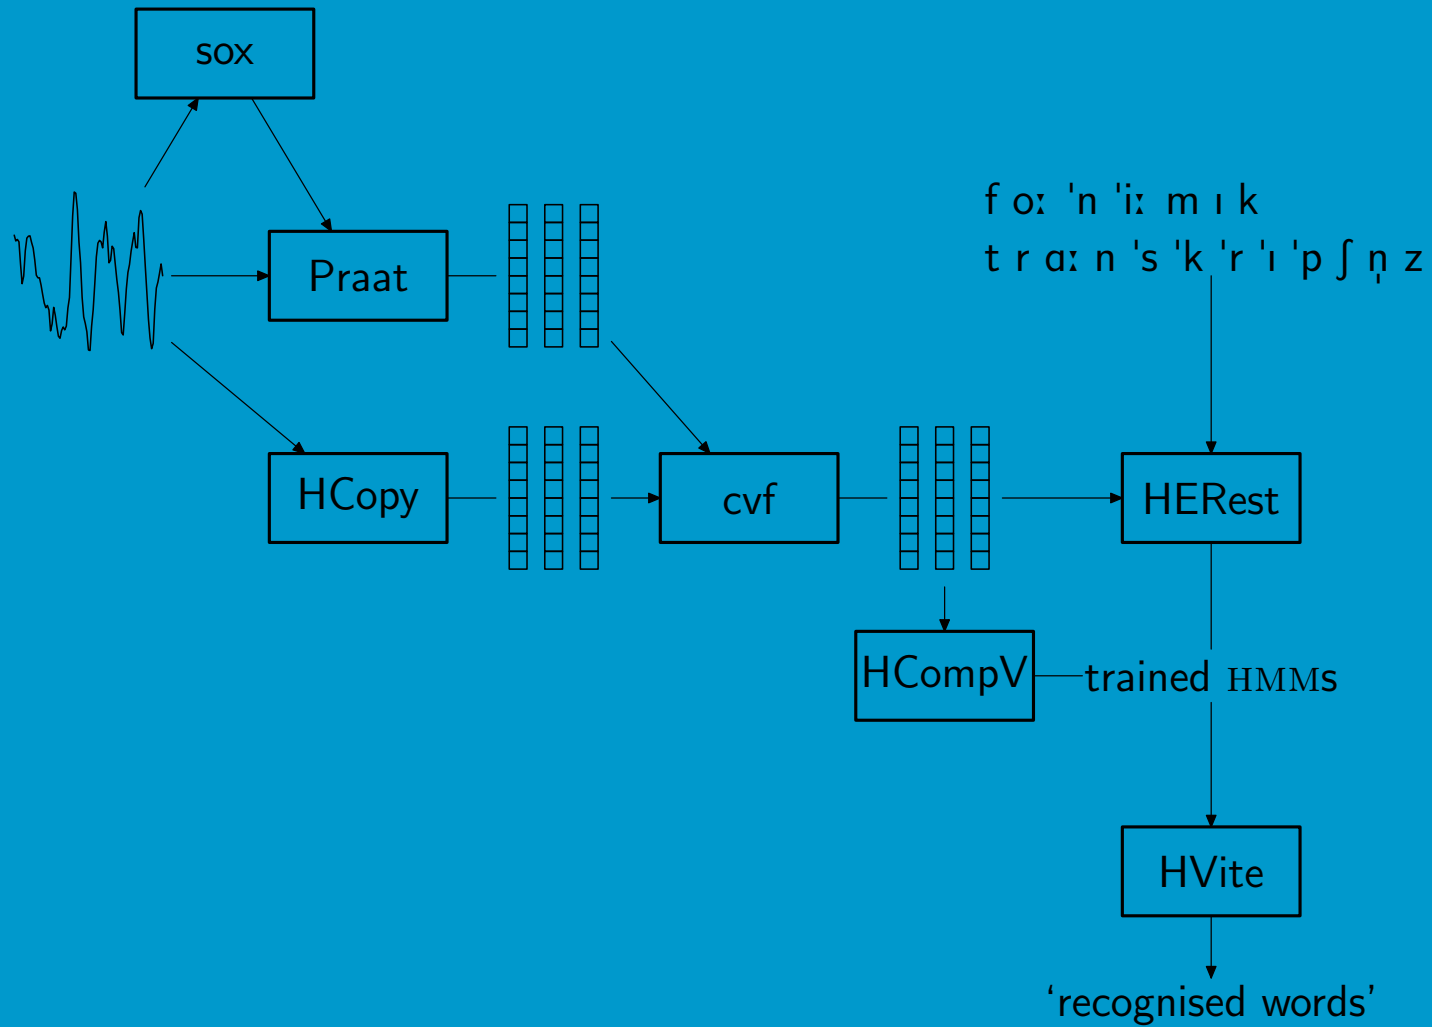 sox
f oː ˈn ˈiː m ɪ k
t r ɑː n ˈs ˈk ˈr ˈɪ ˈp ʃ n̩ z
Praat
HCopy
cvf
HERest
HCompV
trained HMMs
HVite
‘recognised words’